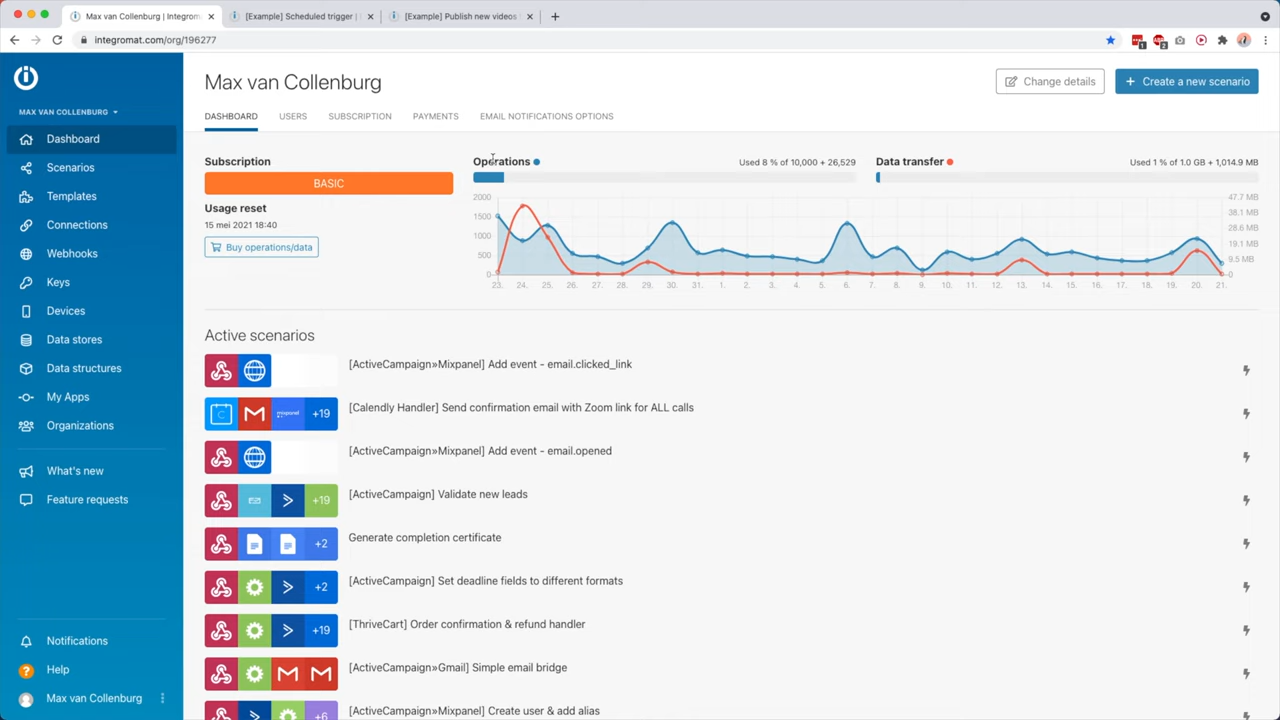 Max van Collenburg | Integrom
[Example] Scheduled trigger |
[Example] Publish new videos
integromat.com/org/196277
1
2
MAX VAN COLLENBURG
Dashboard
Scenarios
Templates
Connections
Webhooks
Keys
Devices
Data stores
Data structures
My Apps
Organizations
What's new
Feature requests
Notifications
Help
Max van Collenburg
Max van Collenburg
Change details
Create a new scenario
DASHBOARD
USERS
SUBSCRIPTION
PAYMENTS
EMAIL NOTIFICATIONS OPTIONS
Subscription
BASIC
Usage reset
15 mei 2021 18:40
Buy operations/data
Operations
Used 8 % of 10,000 + 26,529
Data transfer
Used 1 % of 1.0 GB + 1,014.9 MB
2000
1500
1000
500
0
47.7 MB
38.1 MB
28.6 MB
19.1 MB
9.5 MB
0
23. 24. 25. 26. 27. 28. 29. 30. 31. 1. 2. 3. 4. 5. 6. 7. 8. 9. 10. 11. 12. 13. 14. 15. 16. 17. 18. 19. 20. 21.
Active scenarios
[ActiveCampaign»Mixpanel] Add event - email.clicked_link
mixpanel +19 [Calendly Handler] Send confirmation email with Zoom link for ALL calls
[ActiveCampaign»Mixpanel] Add event - email.opened
+19 [ActiveCampaign] Validate new leads
+2 Generate completion certificate
+2 [ActiveCampaign] Set deadline fields to different formats
+19 [ThriveCart] Order confirmation & refund handler
[ActiveCampaign»Gmail] Simple email bridge
+6 [ActiveCampaign»Mixpanel] Create user & add alias